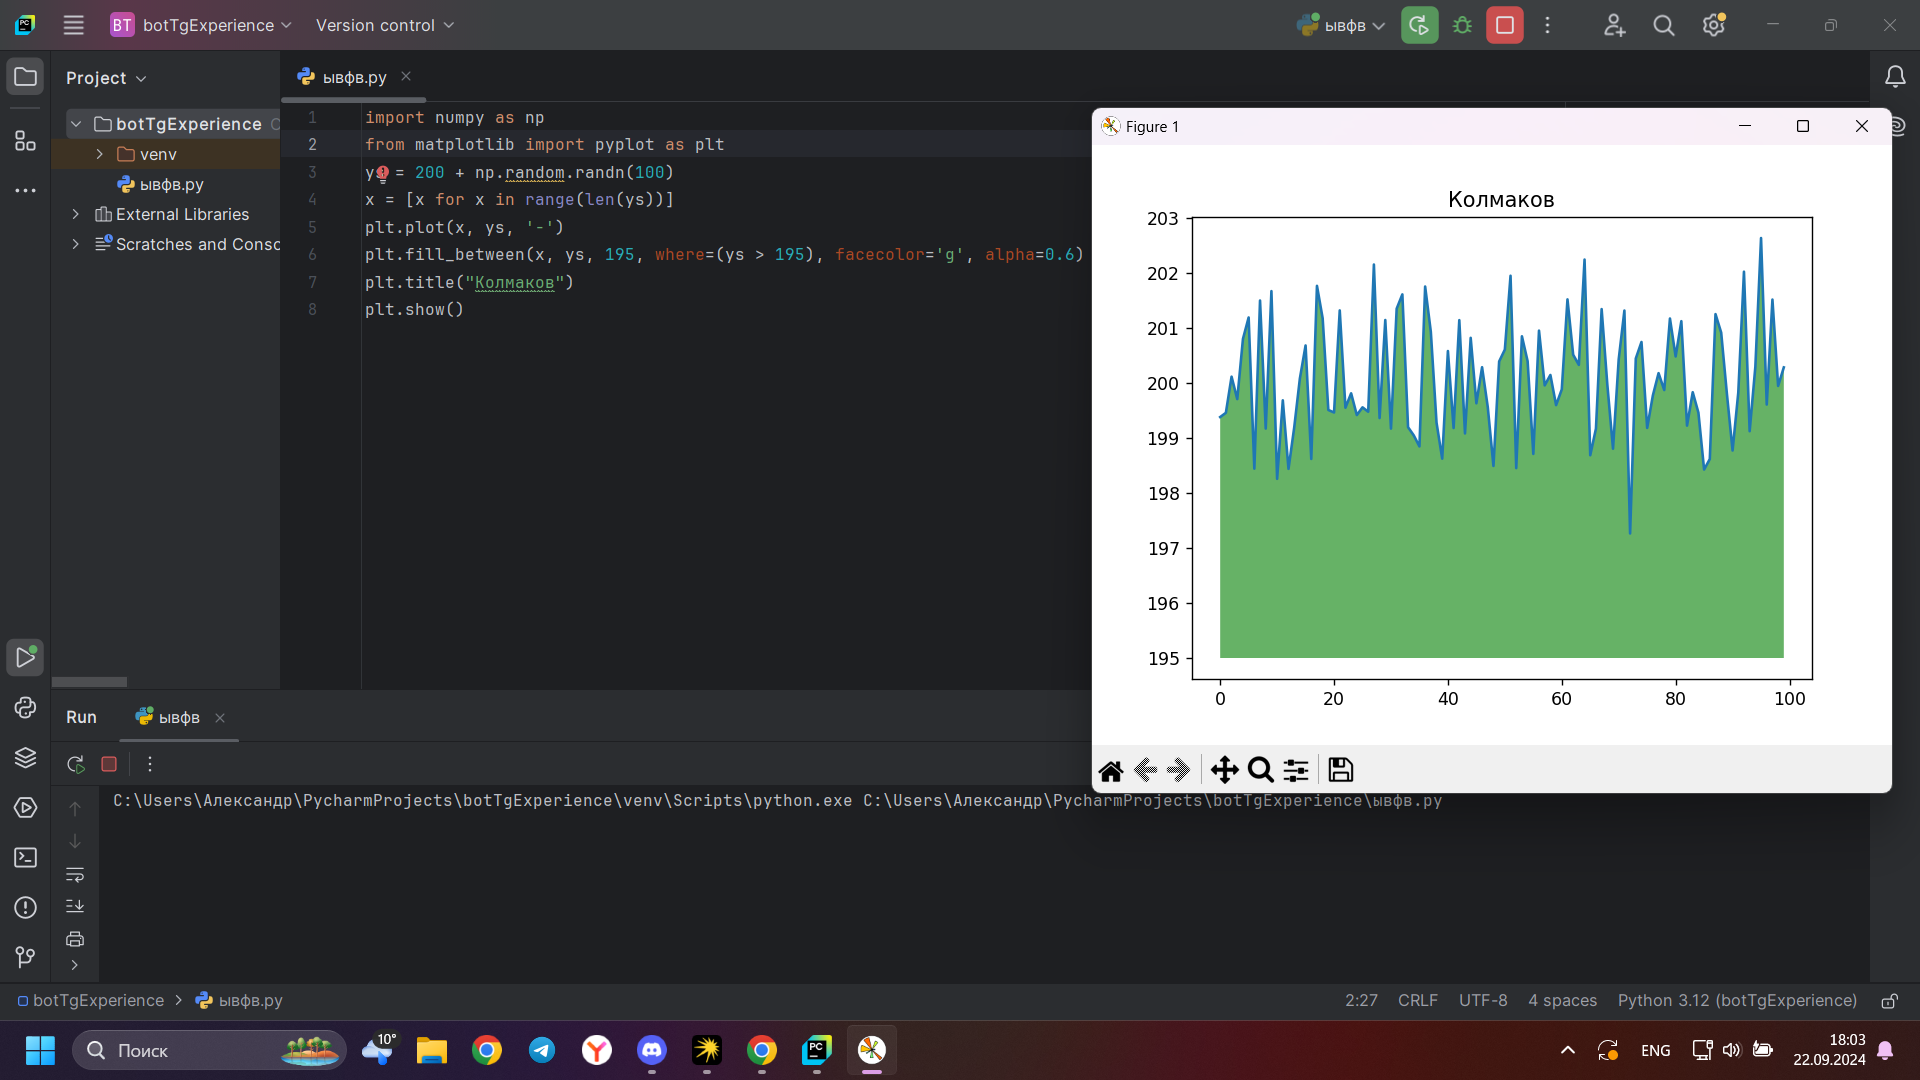 BT botTgExperience Version control ывфв
Project
ывфв.py
botTgExperience
venv
ывфв.py
External Libraries
Scratches and Consc
1 import numpy as np
2 from matplotlib import pyplot as plt
3 ys = 200 + np.random.randn(100)
4 x = [x for x in range(len(ys))]
5 plt.plot(x, ys, '-')
6 plt.fill_between(x, ys, 195, where=(ys > 195), facecolor='g', alpha=0.6)
7 plt.title("Колмаков")
8 plt.show()
Figure 1
Колмаков
203
202
201
200
199
198
197
196
195
0 20 40 60 80 100
Run ывфв
C:\Users\Александр\PycharmProjects\botTgExperience\venv\Scripts\python.exe C:\Users\Александр\PycharmProjects\botTgExperience\ывфв.py
botTgExperience > ывфв.py
2:27 CRLF UTF-8 4 spaces Python 3.12 (botTgExperience)
Поиск
10°
PC
ENG
18:03
22.09.2024